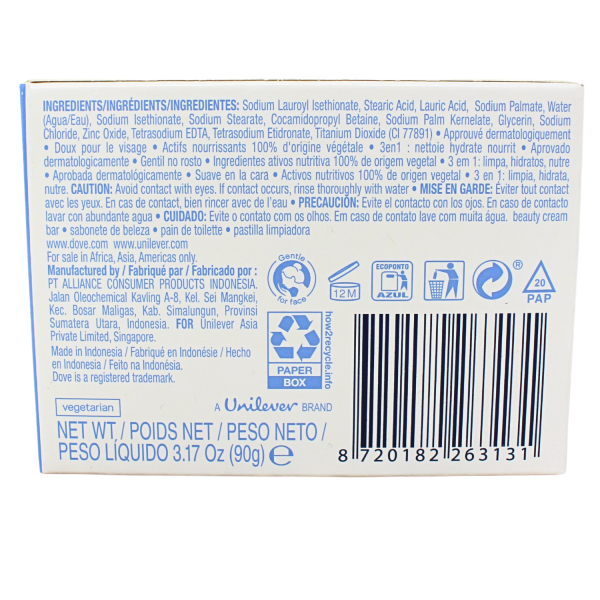 INGREDIENTS/INGRÉDIENTS/INGREDIENTES: Sodium Lauroyl Isethionate, Stearic Acid, Lauric Acid, Sodium Palmate, Water
(Agua/Eau), Sodium Isethionate, Sodium Stearate, Cocamidopropyl Betaine, Sodium Palm Kernelate, Glycerin, Sodium
Chloride, Zinc Oxide, Tetrasodium EDTA, Tetrasodium Etidronate, Titanium Dioxide (CI 77891) • Approuvé dermatologiquement
• Doux pour le visage • Actifs nourrissants 100% d'origine végétale • 3en1 : nettoie hydrate nourrit • Aprovado
dermatologicamente • Gentil no rosto • Ingredientes ativos nutritiva 100% de origem vegetal • 3 em 1: limpa, hidratos, nutre
• Aprobada dermatológicamente • Suave en la cara • Activos nutritivos 100% de origen vegetal • 3 en 1: limpa, hidrata,
nutre. CAUTION: Avoid contact with eyes. If contact occurs, rinse thoroughly with water • MISE EN GARDE: Éviter tout contact
avec les yeux. En cas de contact, bien rincer avec de l'eau • PRECAUCIÓN: Evite el contacto con los ojos. En caso de contacto
lavar con abundante agua • CUIDADO: Evite o contato com os olhos. Em caso de contato lave com muita água. beauty cream
bar • sabonete de beleza • pain de toilette • pastilla limpiadora
www.dove.com www.unilever.com
For sale in Africa, Asia, Americas only.
Manufactured by / Fabriqué par / Fabricado por :
PT ALLIANCE CONSUMER PRODUCTS INDONESIA.
Jalan Oleochemical Kavling A-8, Kel. Sei Mangkei,
Kec. Bosar Maligas, Kab. Simalungun, Provinsi
Sumatera Utara, Indonesia. FOR Unilever Asia
Private Limited, Singapore.
Made in Indonesia / Fabriqué en Indonésie / Hecho
en Indonesia / Feito na Indonésia.
Dove is a registered trademark.
Gentle
for face
12M
ECOPONTO
AZUL
®
20
PAP
how2recycle.info
PAPER
BOX
vegetarian
A Unilever BRAND
NET WT./ POIDS NET / PESO NETO /
PESO LÍQUIDO 3.17 Oz (90g) ℮
8 720182 263131